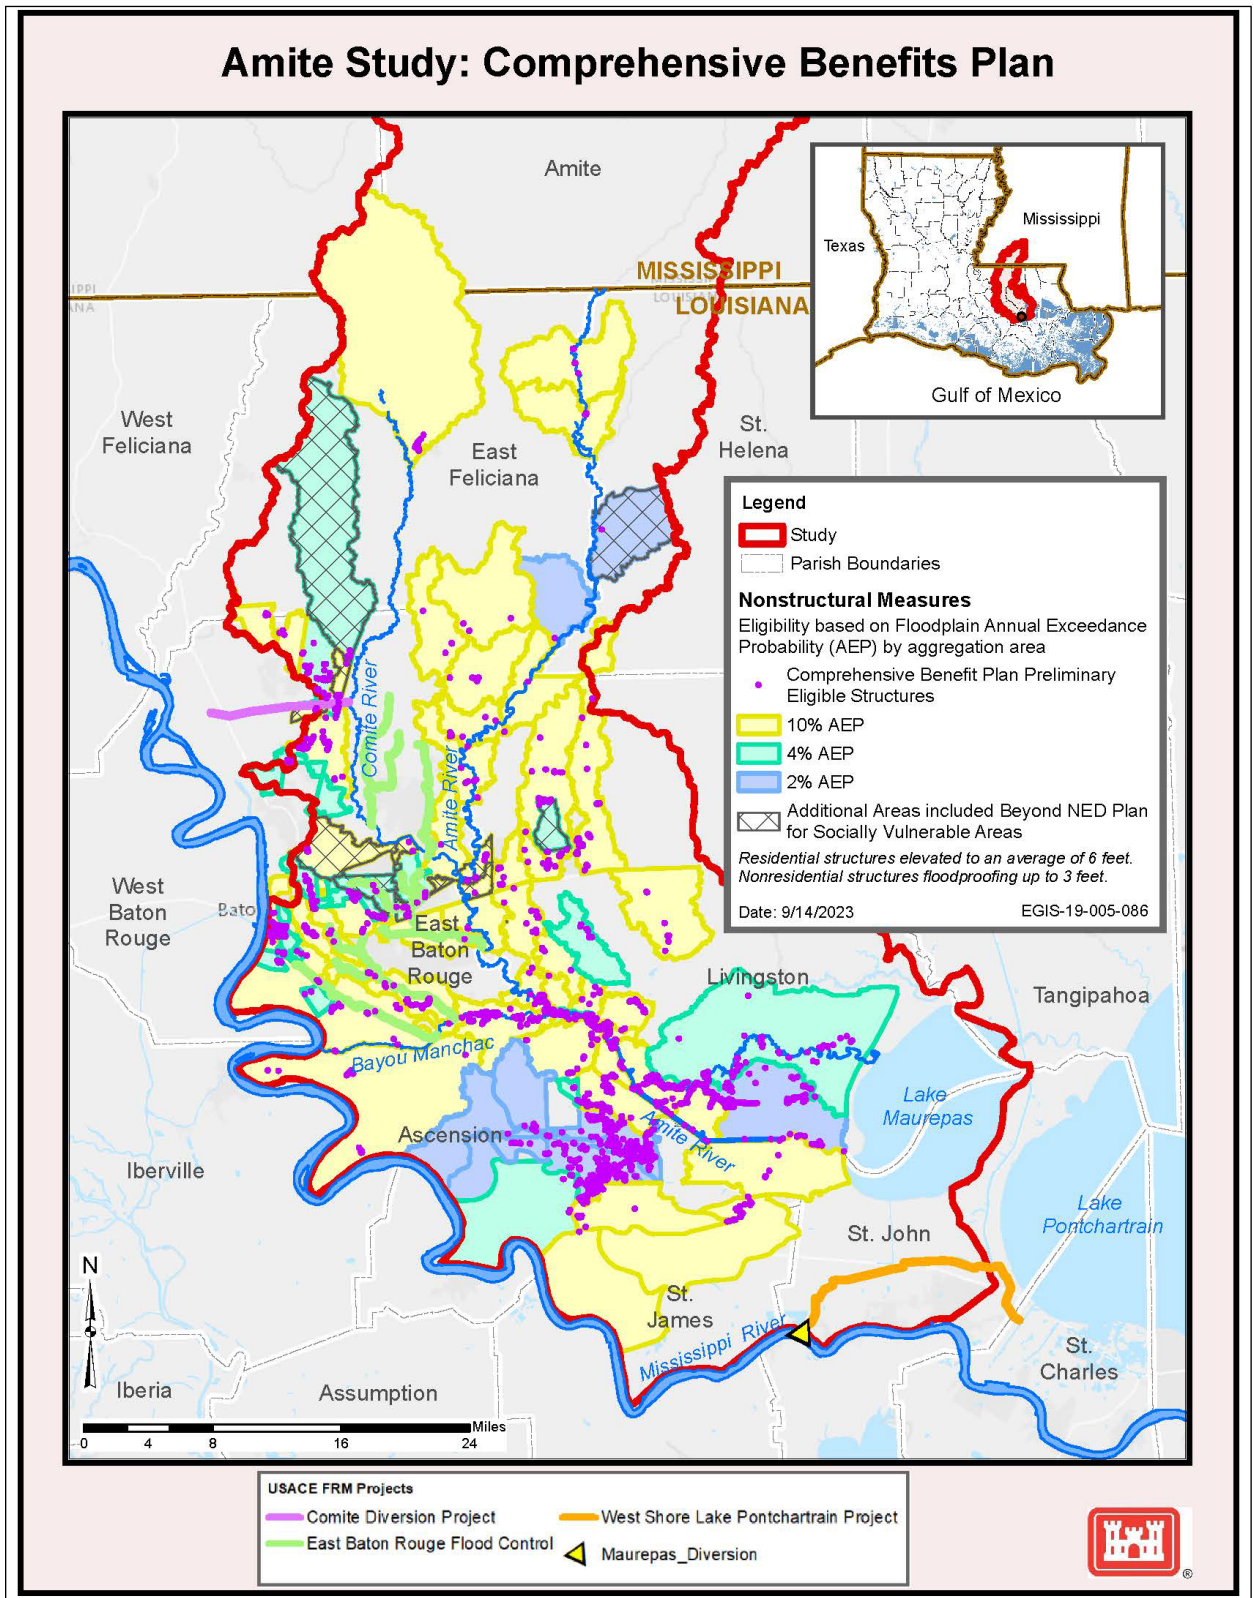 Amite Study: Comprehensive Benefits Plan
Amite
MISSISSIPPI
LOUISIANA
Mississippi
Texas
Gulf of Mexico
West
Feliciana
East
Feliciana
St.
Helena
Legend
Study
Parish Boundaries
Nonstructural Measures
Eligibility based on Floodplain Annual Exceedance
Probability (AEP) by aggregation area
Comprehensive Benefit Plan Preliminary
Eligible Structures
10% AEP
4% AEP
2% AEP
Additional Areas included Beyond NED Plan
for Socially Vulnerable Areas
Residential structures elevated to an average of 6 feet.
Nonresidential structures floodproofing up to 3 feet.
Date: 9/14/2023 EGIS-19-005-086
Comite River
Amite River
West
Baton
Rouge
Bato
East
Baton
Rouge
Livingston
Tangipahoa
Bayou Manchac
Lake
Maurepas
Ascension
Amite River
Iberville
Lake
Pontchartrain
St. John
N
St.
James
Mississippi River
St.
Charles
Iberia
Assumption
Miles
0 4 8 16 24
USACE FRM Projects
Comite Diversion Project
West Shore Lake Pontchartrain Project
East Baton Rouge Flood Control
Maurepas_Diversion
®